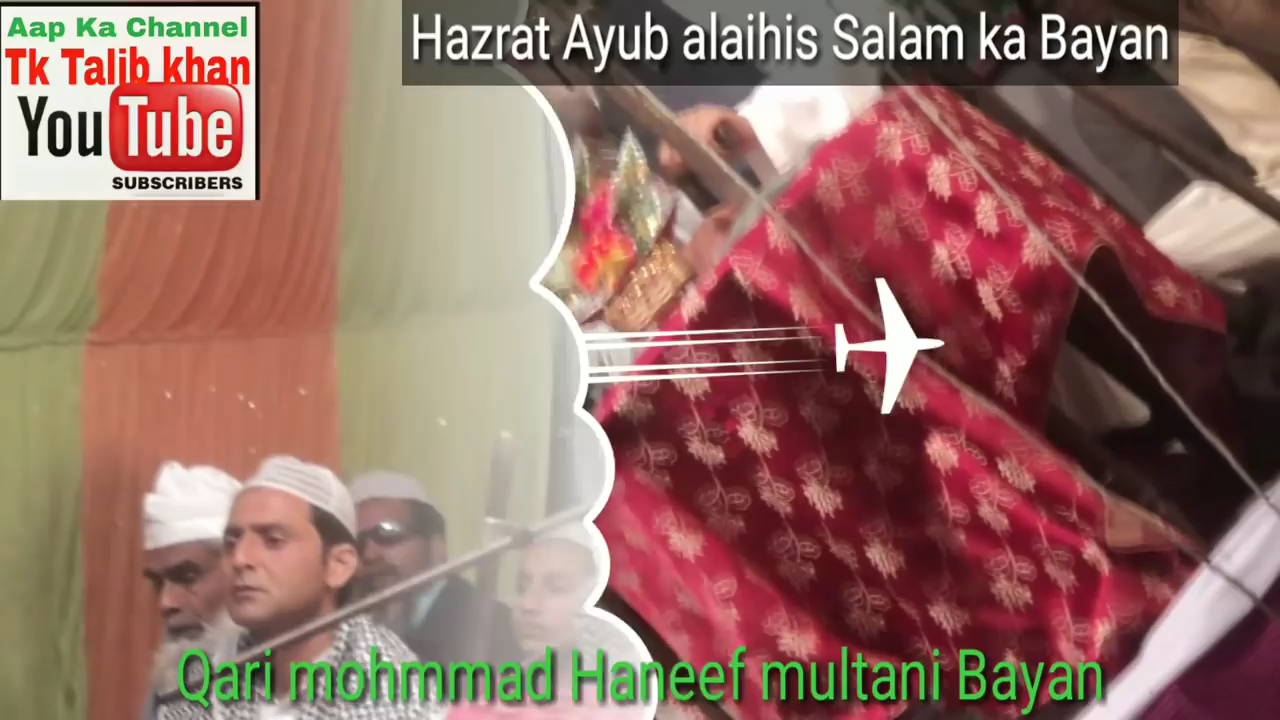 Aap Ka Channel
Tk Talib khan
YouTube
SUBSCRIBERS
Hazrat Ayub alaihis Salam ka Bayan
Qari mohmmad Haneef multani Bayan